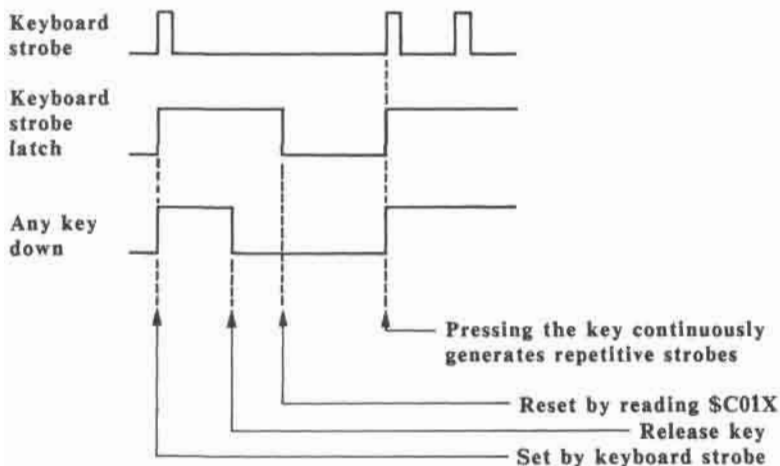 Keyboard
strobe
Keyboard
strobe
latch
Any key
down
Pressing the key continuously
generates repetitive strobes
Reset by reading $C01X
Release key
Set by keyboard strobe